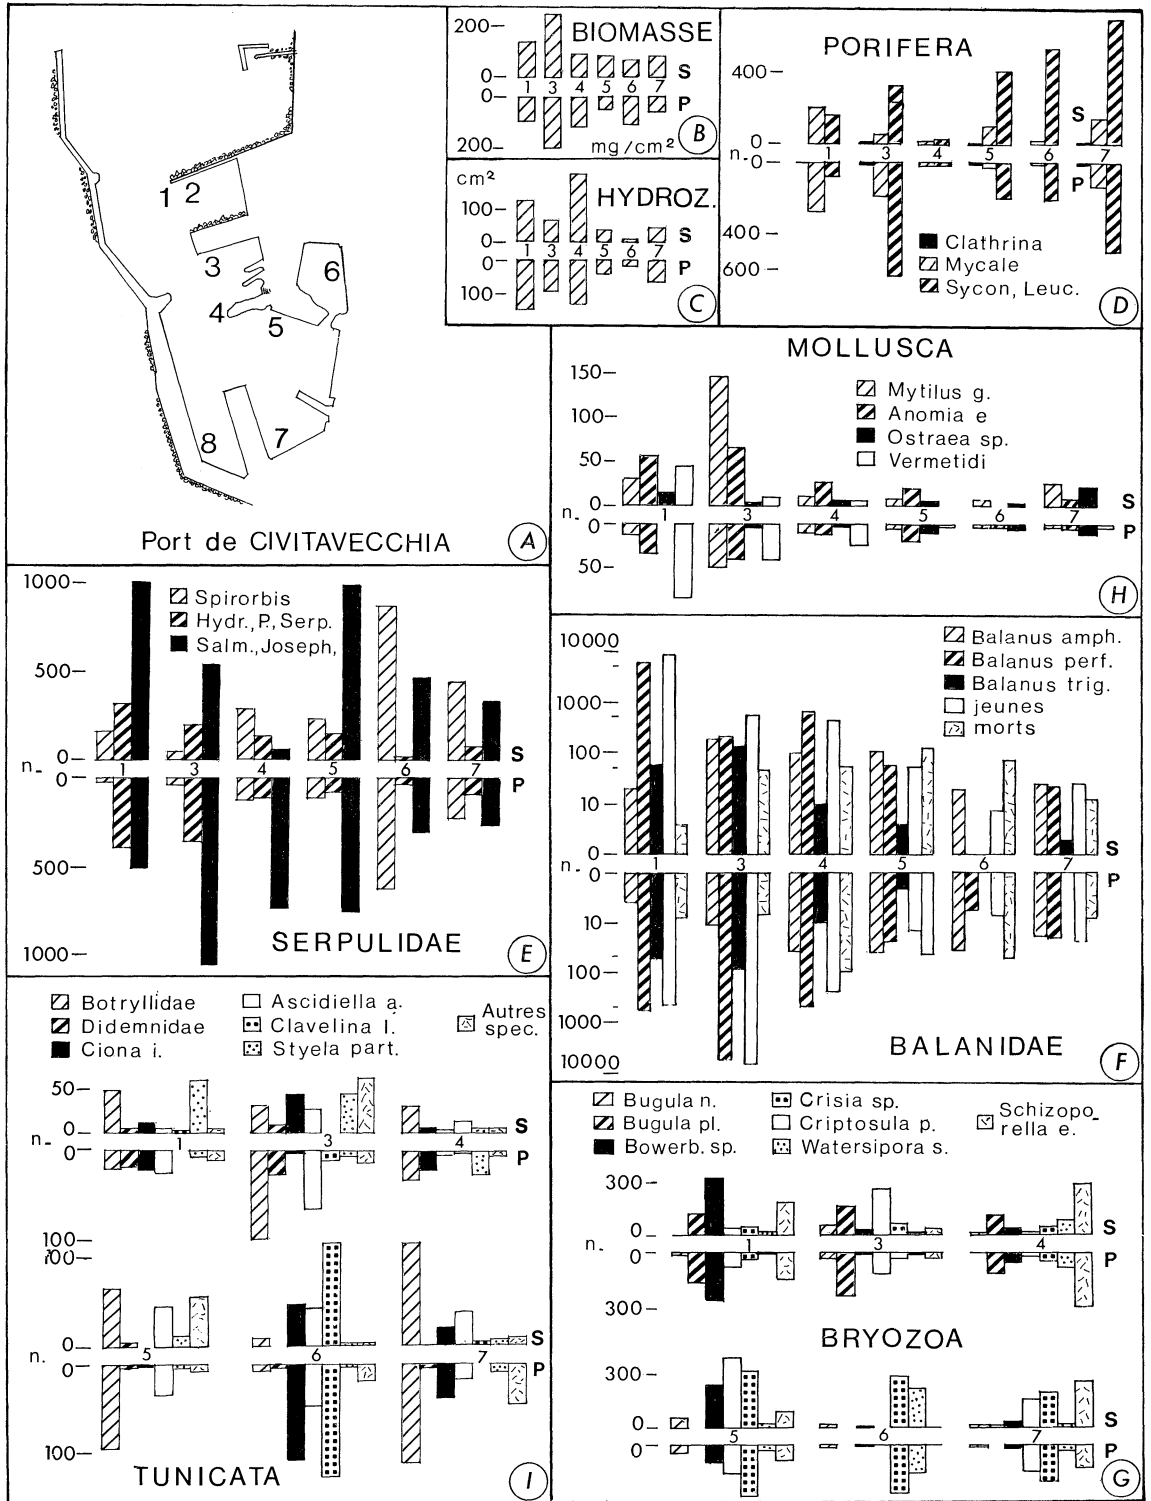 1 2
3
4
5
6
7
8
Port de CIVITAVECCHIA
A
BIOMASSE
200
0
S
1 3 4 5 6 7
0
P
200
mg/cm²
B
cm²
HYDROZ.
100
0
S
1 3 4 5 6 7
0
P
100
C
PORIFERA
400
S
0
n.
1 3 4 5 6 7
0
P
400
600
Clathrina
Mycale
Sycon, Leuc.
D
MOLLUSCA
150
100
50
0
Mytilus g.
Anomia e
Ostraea sp.
Vermetidi
S
n.
1 3 4 5 6 7
0
P
50
H
1000
500
0
Spirorbis
Hydr., P., Serp.
Salm., Joseph,
S
n.
1 3 4 5 6 7
0
P
500
1000
SERPULIDAE
E
10000
1000
100
10
0
Balanus amph.
Balanus perf.
Balanus trig.
jeunes
morts
S
n.
1 3 4 5 6 7
0
P
10
100
1000
10000
BALANIDAE
F
Botryllidae
Didemnidae
Ciona i.
Ascidiella a.
Clavelina l.
Styela part.
Autres
spec.
50
0
S
n.
1 3 4
0
P
100
100
0
S
n.
5 6 7
0
P
100
TUNICATA
I
Bugula n.
Bugula pl.
Bowerb. sp.
Crisia sp.
Criptosula p.
Watersipora s.
Schizopo-
rella e.
300
0
S
n.
1 3 4
0
P
300
BRYOZOA
300
0
S
5 6 7
0
P
G